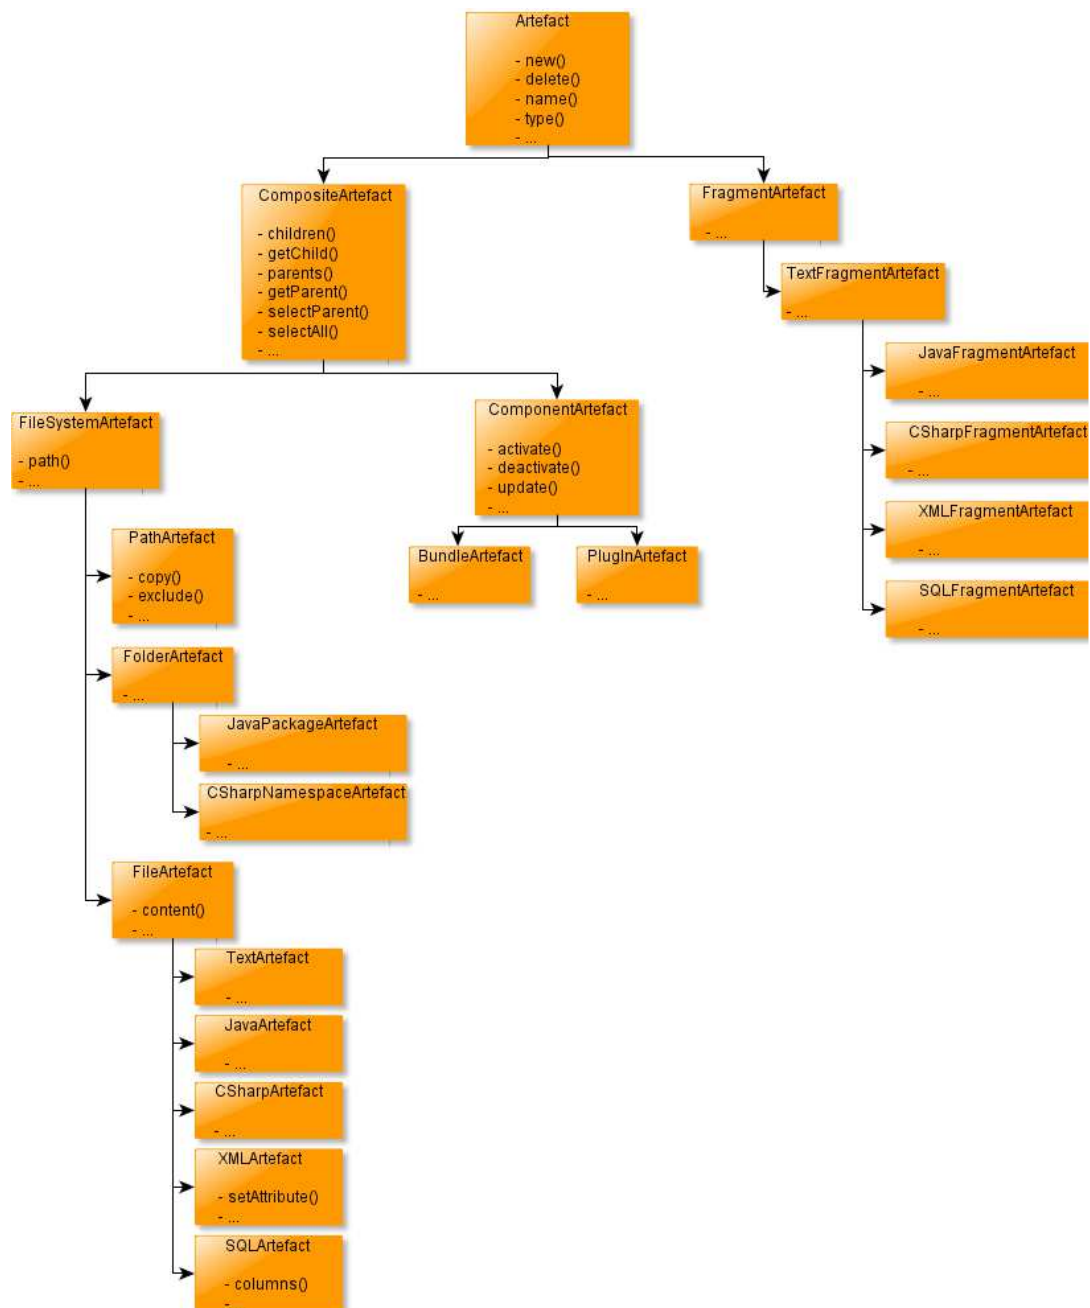 Artefact
- new()
- delete()
- name()
- type()
- ...
CompositeArtefact
- children()
- getChild()
- parents()
- getParent()
- selectParent()
- selectAll()
- ...
FragmentArtefact
- ...
TextFragmentArtefact
- ...
JavaFragmentArtefact
- ...
CSharpFragmentArtefact
- ...
XMLFragmentArtefact
- ...
SQLFragmentArtefact
- ...
FileSystemArtefact
- path()
- ...
ComponentArtefact
- activate()
- deactivate()
- update()
- ...
BundleArtefact
- ...
PlugInArtefact
- ...
PathArtefact
- copy()
- exclude()
- ...
FolderArtefact
- ...
JavaPackageArtefact
- ...
CSharpNamespaceArtefact
- ...
FileArtefact
- content()
- ...
TextArtefact
- ...
JavaArtefact
- ...
CSharpArtefact
- ...
XMLArtefact
- setAttribute()
- ...
SQLArtefact
- columns()
-